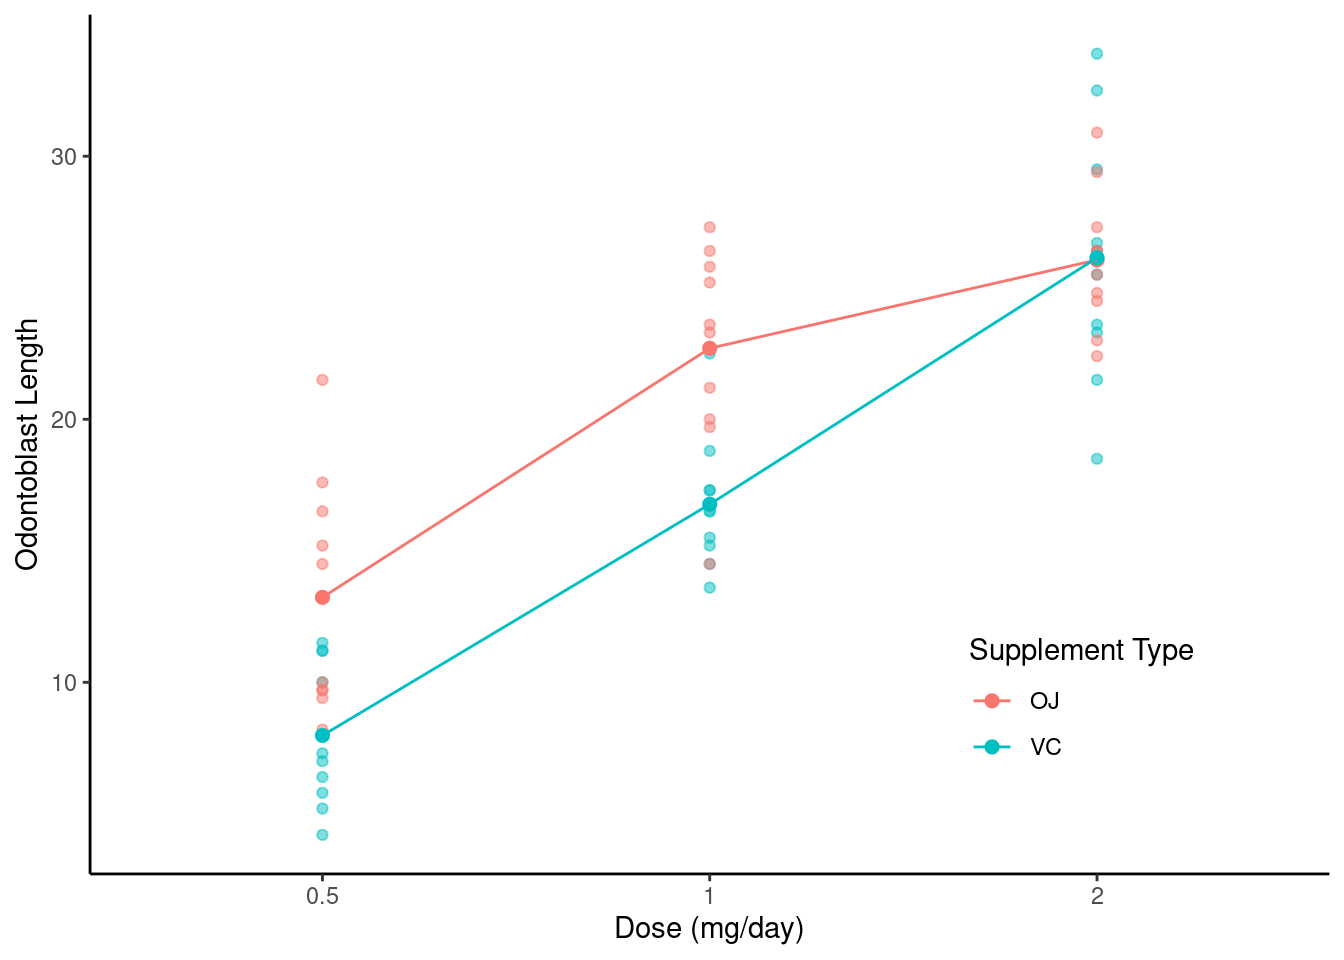 Odontoblast Length
30
20
10
0.5
1
2
Dose (mg/day)
Supplement Type
OJ
VC